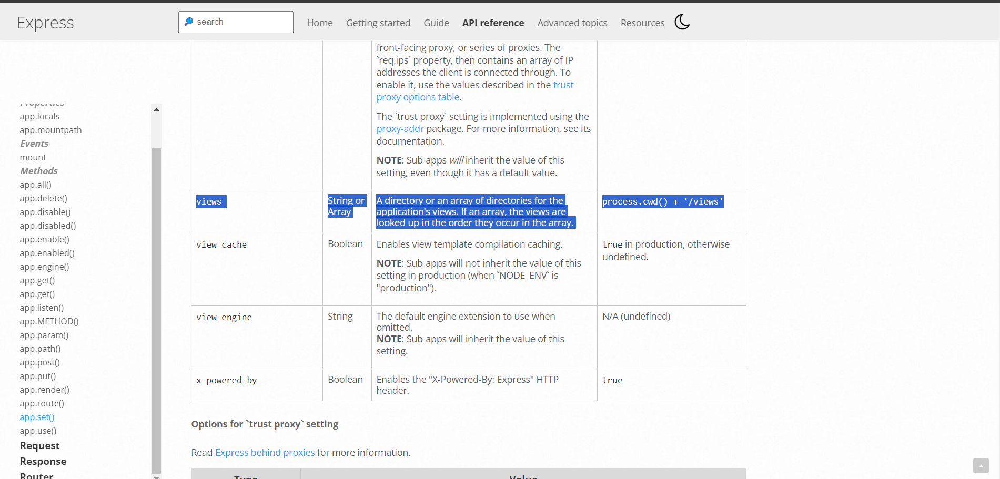 Express
search
Home
Getting started
Guide
API reference
Advanced topics
Resources
Properties
app.locals
app.mountpath
Events
mount
Methods
app.all()
app.delete()
app.disable()
app.disabled()
app.enable()
app.enabled()
app.engine()
app.get()
app.get()
app.listen()
app.METHOD()
app.param()
app.path()
app.post()
app.put()
app.render()
app.route()
app.set()
app.use()
Request
Response
Router
front-facing proxy, or series of proxies. The
`req.ips` property, then contains an array of IP
addresses the client is connected through. To
enable it, use the values described in the trust
proxy options table.
The `trust proxy` setting is implemented using the
proxy-addr package. For more information, see its
documentation.
NOTE: Sub-apps will inherit the value of this
setting, even though it has a default value.
views
String or
Array
A directory or an array of directories for the
application's views. If an array, the views are
looked up in the order they occur in the array.
process.cwd() + '/views'
view cache
Boolean
Enables view template compilation caching.
NOTE: Sub-apps will not inherit the value of this
setting in production (when `NODE_ENV` is
"production").
true in production, otherwise
undefined.
view engine
String
The default engine extension to use when
omitted.
NOTE: Sub-apps will inherit the value of this
setting.
N/A (undefined)
x-powered-by
Boolean
Enables the "X-Powered-By: Express" HTTP
header.
true
Options for `trust proxy` setting
Read Express behind proxies for more information.
Type
Value